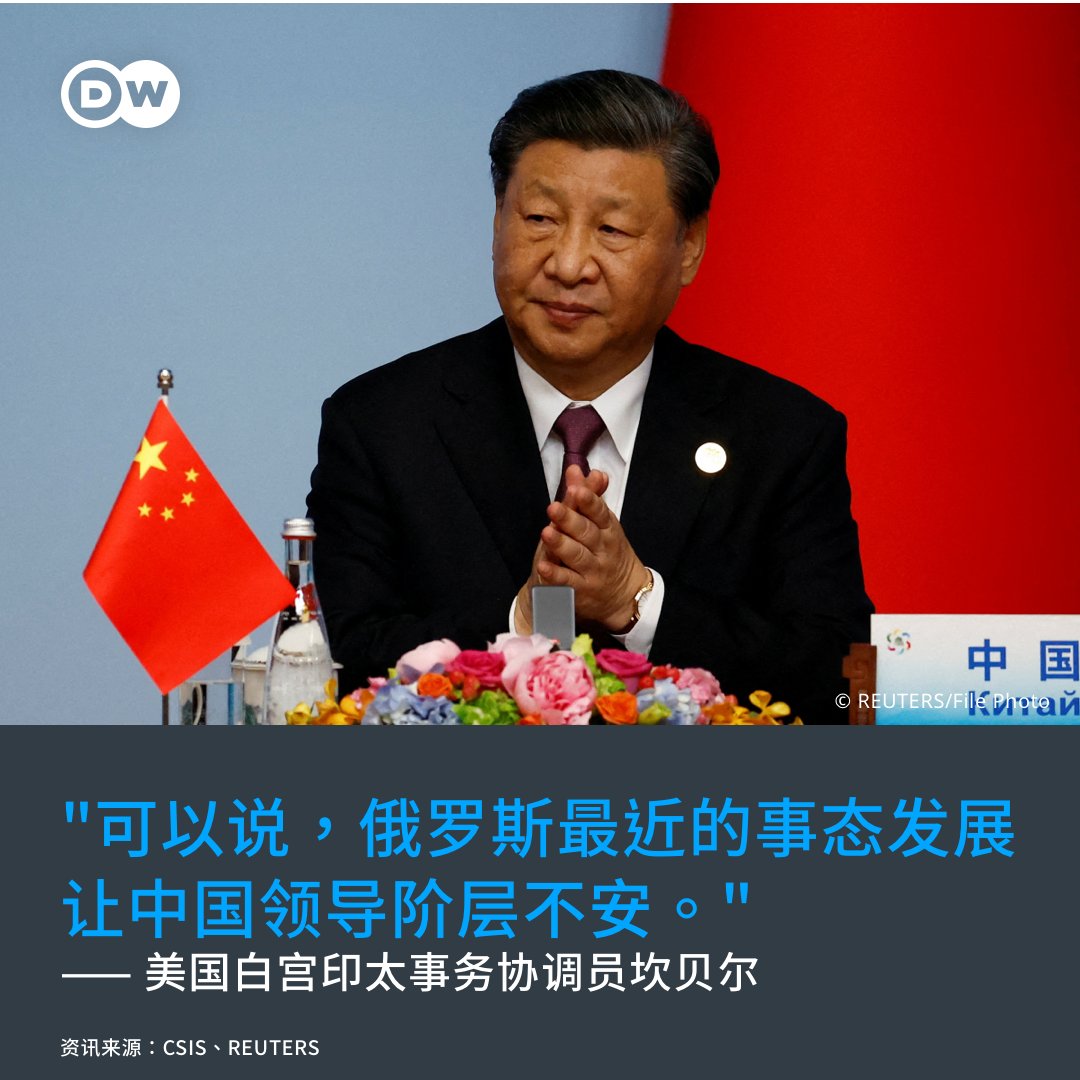 DW
中 国
Китай
© REUTERS/File Photo
"可以说，俄罗斯最近的事态发展
让中国领导阶层不安。"
—— 美国白宫印太事务协调员坎贝尔
资讯来源：CSIS、REUTERS